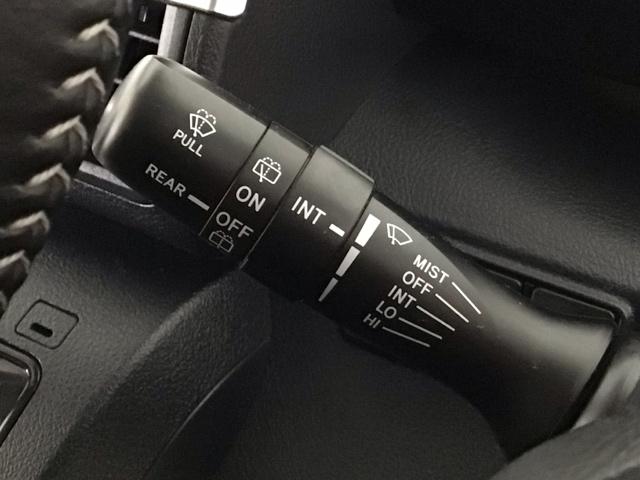 PULL
REAR
ON
OFF
INT
MIST
OFF
INT
LO
HI